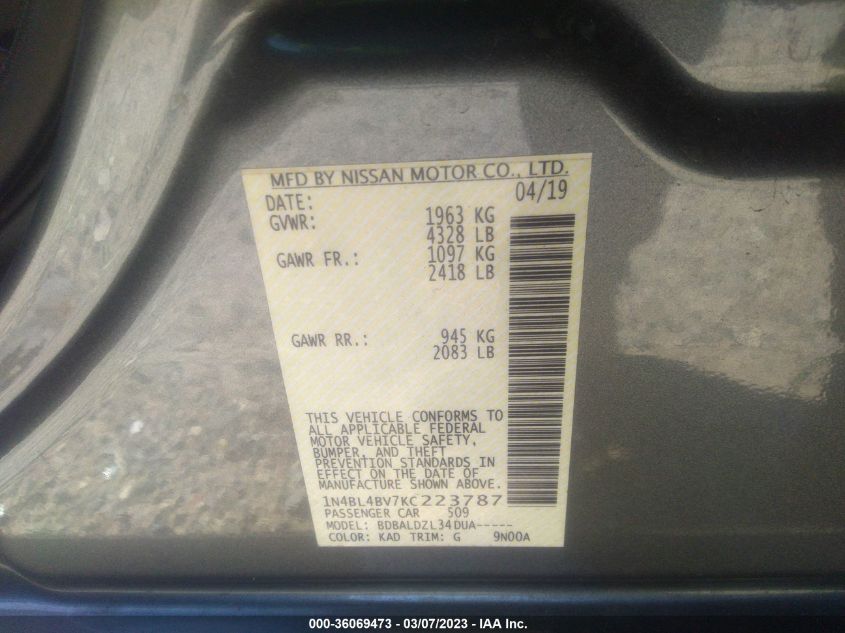 MFD BY NISSAN MOTOR CO., LTD.
DATE: 04/19
GVWR: 1963 KG
4328 LB
GAWR FR.: 1097 KG
2418 LB
GAWR RR.: 945 KG
2083 LB
THIS VEHICLE CONFORMS TO
ALL APPLICABLE FEDERAL
MOTOR VEHICLE SAFETY,
BUMPER, AND THEFT
PREVENTION STANDARDS IN
EFFECT ON THE DATE OF
MANUFACTURE SHOWN ABOVE.
1N4BL4BV7KC223787
PASSENGER CAR 509
MODEL: BDBALDZL34DUA-----
COLOR: KAD TRIM: G 9N00A
000-36069473 - 03/07/2023 - IAA Inc.